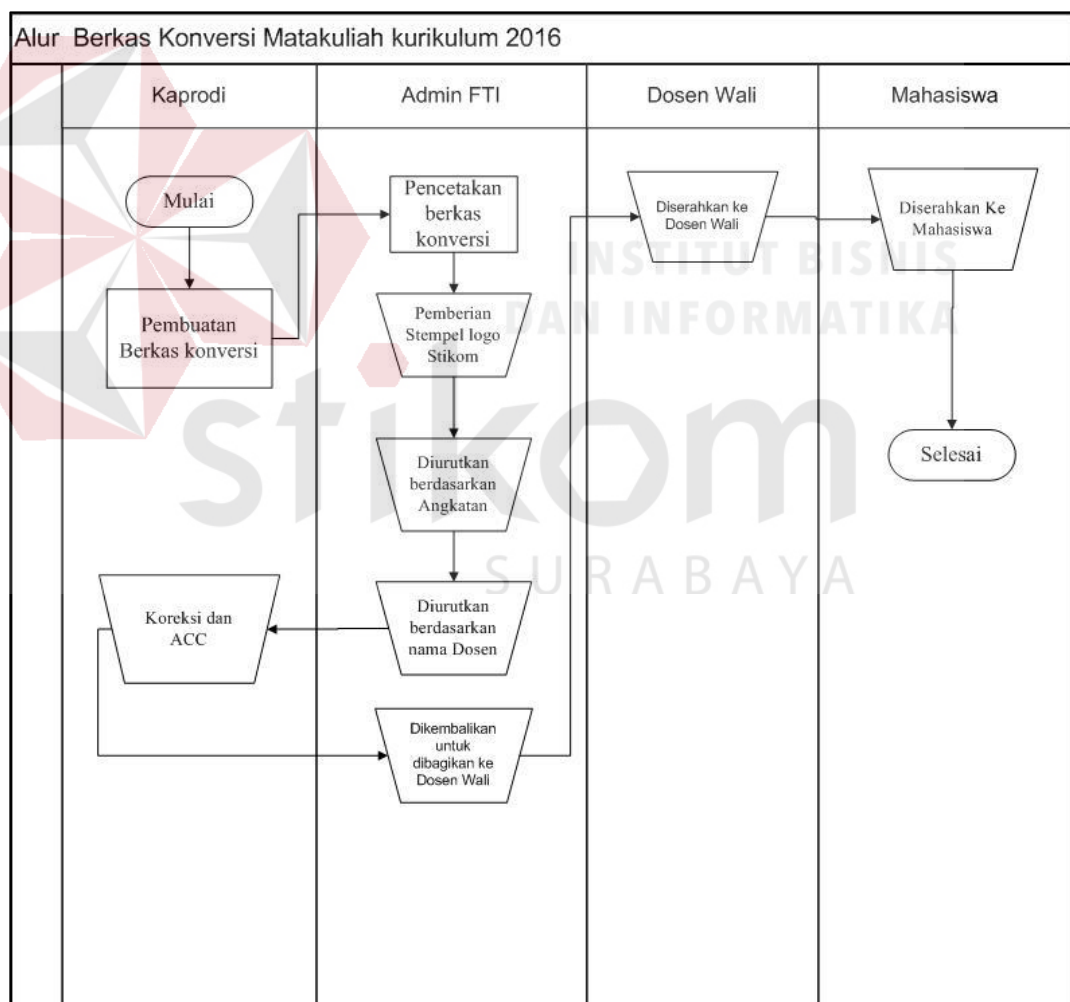 Alur Berkas Konversi Matakuliah kurikulum 2016
Kaprodi
Admin FTI
Dosen Wali
Mahasiswa
Mulai
Pembuatan
Berkas konversi
Pencetakan
berkas
konversi
Pemberian
Stempel logo
Stikom
Diurutkan
berdasarkan
Angkatan
Diurutkan
berdasarkan
nama Dosen
Koreksi dan
ACC
Dikembalikan
untuk
dibagikan ke
Dosen Wali
Diserahkan ke
Dosen Wali
Diserahkan Ke
Mahasiswa
Selesai
INSTITUT BISNIS
DAN INFORMATIKA
stikom
SURABAYA